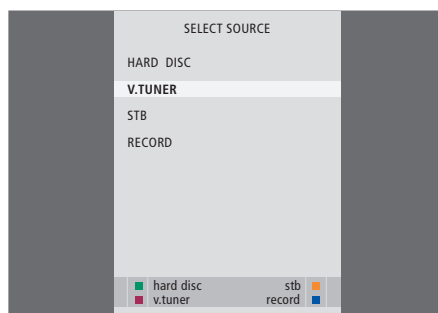 SELECT SOURCE
HARD DISC
V.TUNER
STB
RECORD
hard disc stb
v.tuner record